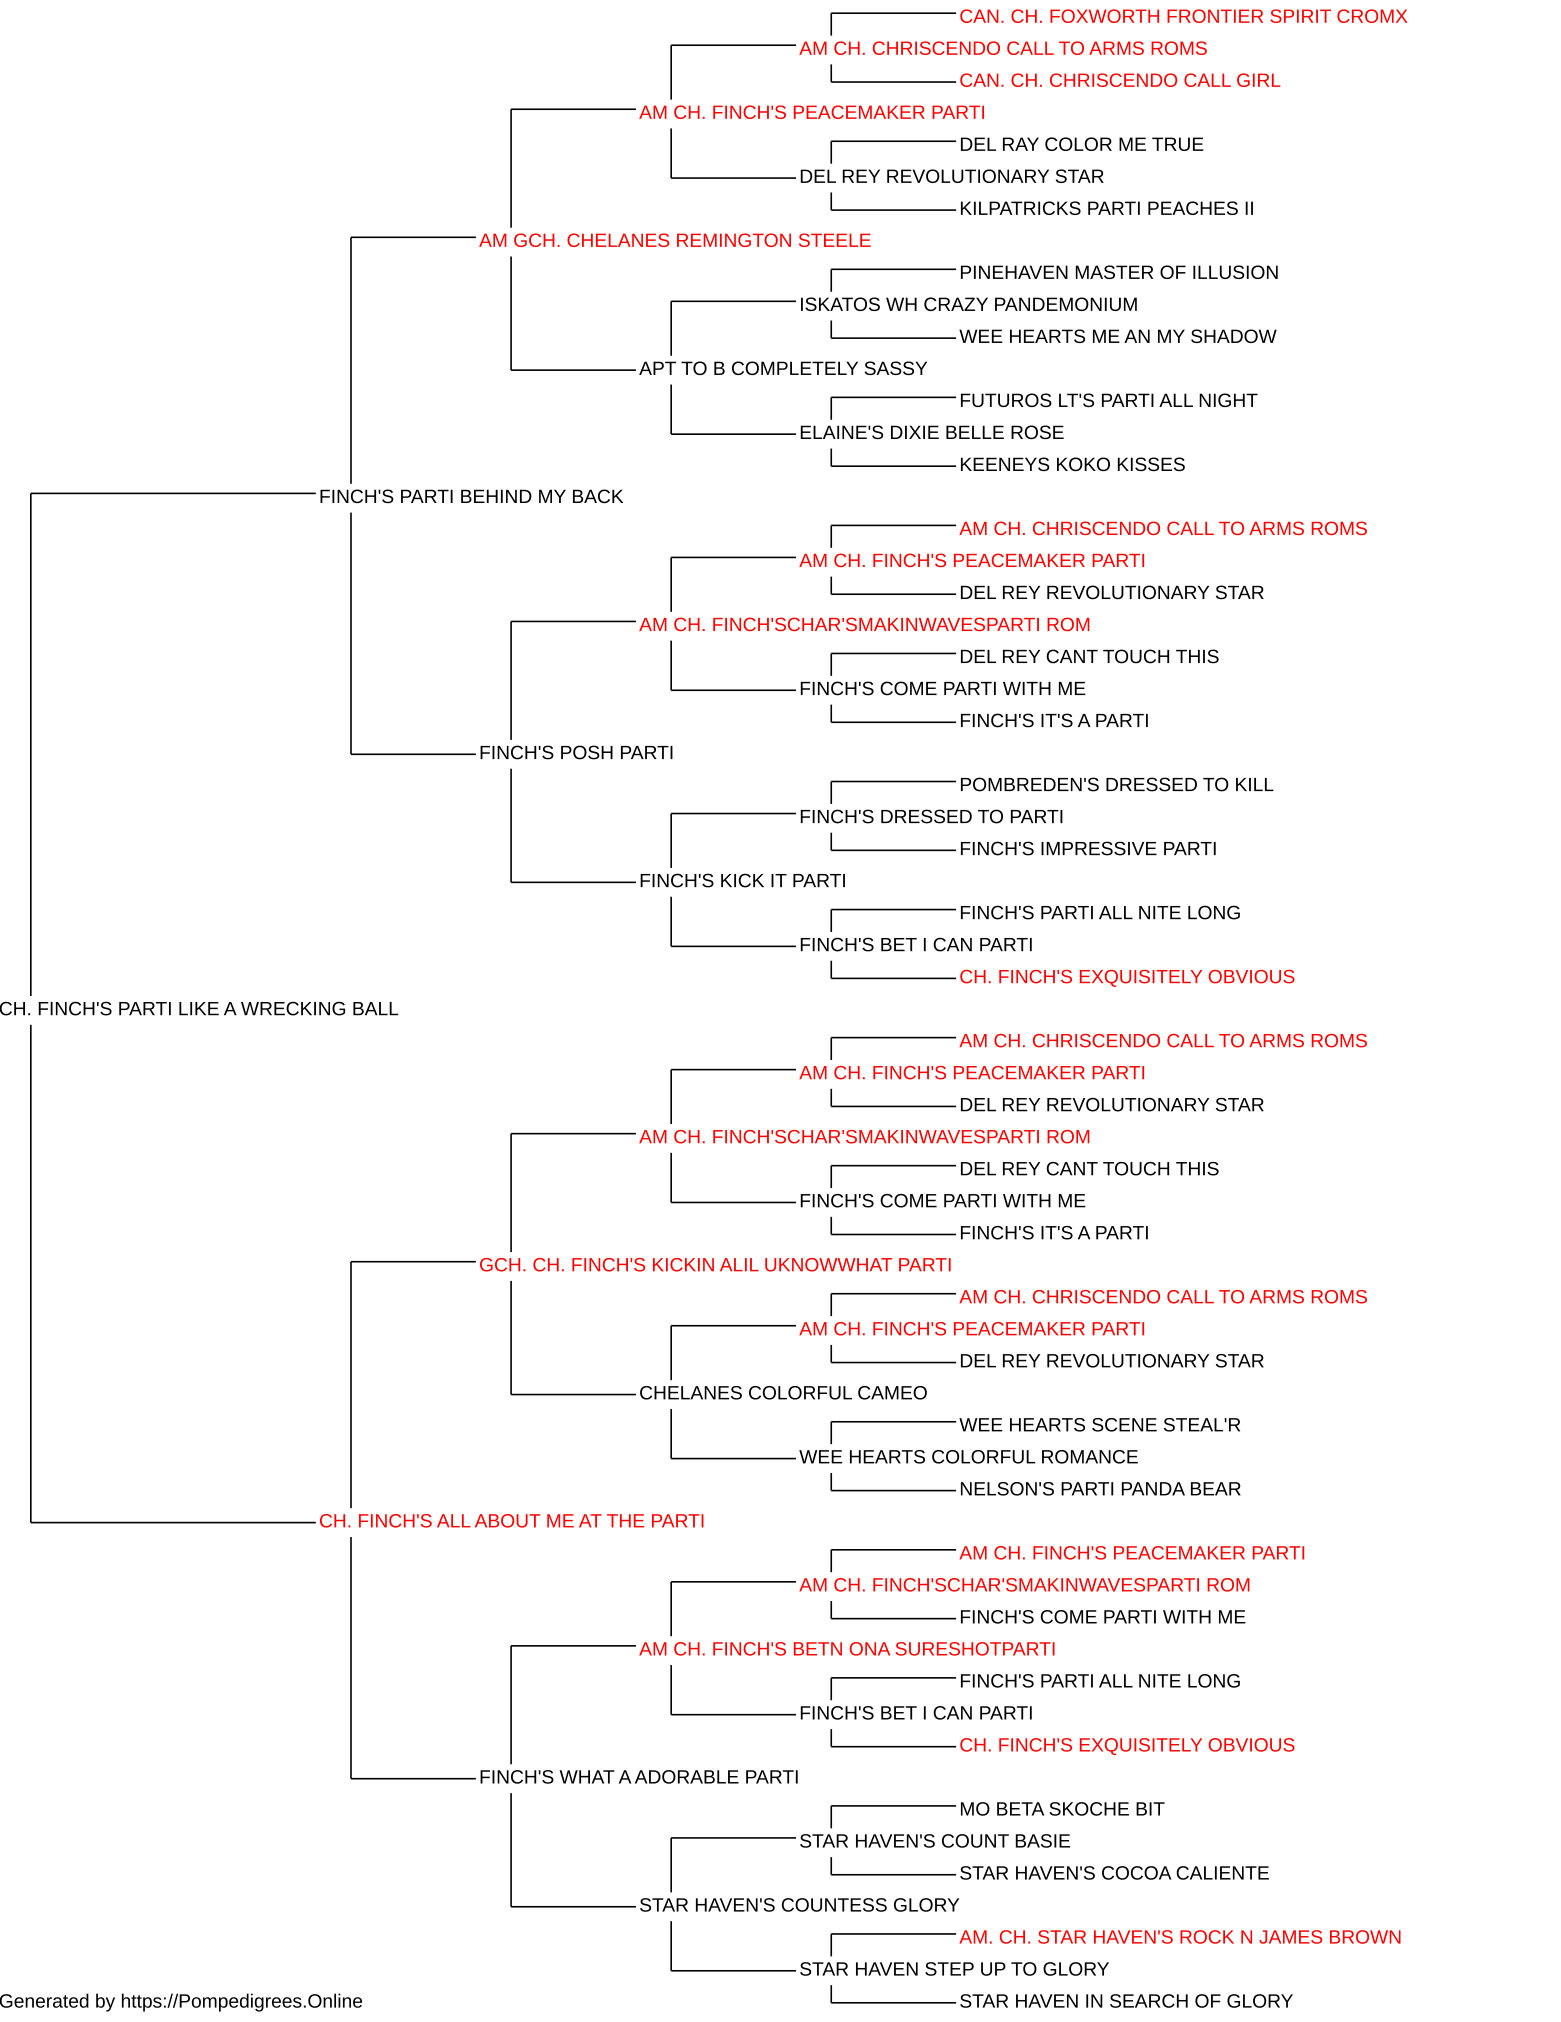 CAN. CH. FOXWORTH FRONTIER SPIRIT CROMX
AM CH. CHRISCENDO CALL TO ARMS ROMS
CAN. CH. CHRISCENDO CALL GIRL
AM CH. FINCH'S PEACEMAKER PARTI
DEL RAY COLOR ME TRUE
DEL REY REVOLUTIONARY STAR
KILPATRICKS PARTI PEACHES II
AM GCH. CHELANES REMINGTON STEELE
PINEHAVEN MASTER OF ILLUSION
ISKATOS WH CRAZY PANDEMONIUM
WEE HEARTS ME AN MY SHADOW
APT TO B COMPLETELY SASSY
FUTUROS LT'S PARTI ALL NIGHT
ELAINE'S DIXIE BELLE ROSE
KEENEYS KOKO KISSES
FINCH'S PARTI BEHIND MY BACK
AM CH. CHRISCENDO CALL TO ARMS ROMS
AM CH. FINCH'S PEACEMAKER PARTI
DEL REY REVOLUTIONARY STAR
AM CH. FINCH'SCHAR'SMAKINWAVESPARTI ROM
DEL REY CANT TOUCH THIS
FINCH'S COME PARTI WITH ME
FINCH'S IT'S A PARTI
FINCH'S POSH PARTI
POMBREDEN'S DRESSED TO KILL
FINCH'S DRESSED TO PARTI
FINCH'S IMPRESSIVE PARTI
FINCH'S KICK IT PARTI
FINCH'S PARTI ALL NITE LONG
FINCH'S BET I CAN PARTI
CH. FINCH'S EXQUISITELY OBVIOUS
CH. FINCH'S PARTI LIKE A WRECKING BALL
AM CH. CHRISCENDO CALL TO ARMS ROMS
AM CH. FINCH'S PEACEMAKER PARTI
DEL REY REVOLUTIONARY STAR
AM CH. FINCH'SCHAR'SMAKINWAVESPARTI ROM
DEL REY CANT TOUCH THIS
FINCH'S COME PARTI WITH ME
FINCH'S IT'S A PARTI
GCH. CH. FINCH'S KICKIN ALIL UKNOWWHAT PARTI
AM CH. CHRISCENDO CALL TO ARMS ROMS
AM CH. FINCH'S PEACEMAKER PARTI
DEL REY REVOLUTIONARY STAR
CHELANES COLORFUL CAMEO
WEE HEARTS SCENE STEAL'R
WEE HEARTS COLORFUL ROMANCE
NELSON'S PARTI PANDA BEAR
CH. FINCH'S ALL ABOUT ME AT THE PARTI
AM CH. FINCH'S PEACEMAKER PARTI
AM CH. FINCH'SCHAR'SMAKINWAVESPARTI ROM
FINCH'S COME PARTI WITH ME
AM CH. FINCH'S BETN ONA SURESHOTPARTI
FINCH'S PARTI ALL NITE LONG
FINCH'S BET I CAN PARTI
CH. FINCH'S EXQUISITELY OBVIOUS
FINCH'S WHAT A ADORABLE PARTI
MO BETA SKOCHE BIT
STAR HAVEN'S COUNT BASIE
STAR HAVEN'S COCOA CALIENTE
STAR HAVEN'S COUNTESS GLORY
AM. CH. STAR HAVEN'S ROCK N JAMES BROWN
STAR HAVEN STEP UP TO GLORY
STAR HAVEN IN SEARCH OF GLORY
Generated by https://Pompedigrees.Online